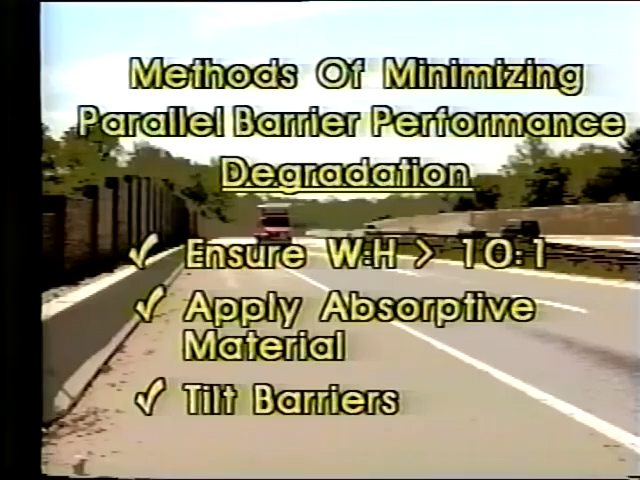 Methods Of Minimizing
Parallel Barrier Performance
Degradation
✓ Ensure W:H > 10:1
✓ Apply Absorptive
Material
✓ Tilt Barriers